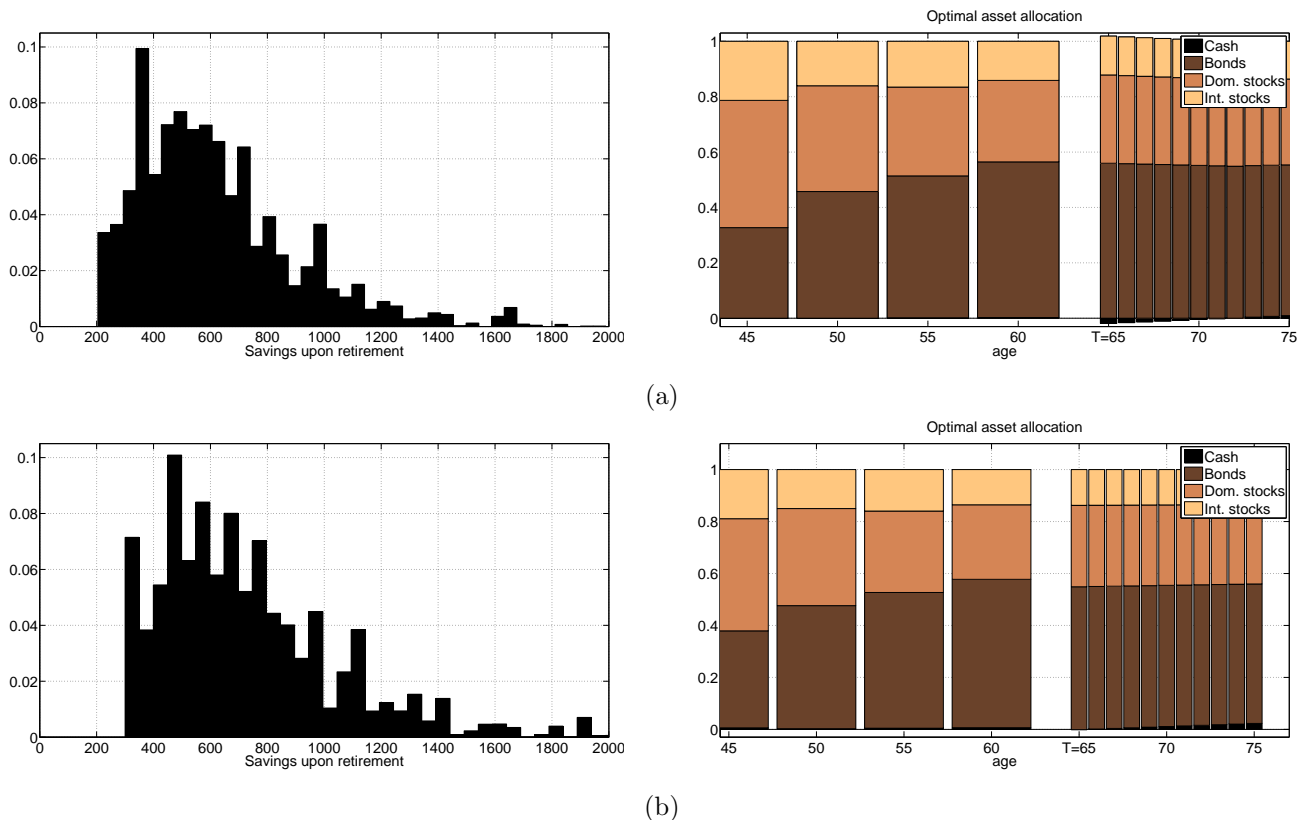 0.1
0.08
0.06
0.04
0.02
0
0 200 400 600 800 1000 1200 1400 1600 1800 2000
Savings upon retirement
Optimal asset allocation
1
0.8
0.6
0.4
0.2
0
45 50 55 60 T=65 70 75
age
Cash
Bonds
Dom. stocks
Int. stocks
(a)
0.1
0.08
0.06
0.04
0.02
0
0 200 400 600 800 1000 1200 1400 1600 1800 2000
Savings upon retirement
Optimal asset allocation
1
0.8
0.6
0.4
0.2
0
45 50 55 60 T=65 70 75
age
Cash
Bonds
Dom. stocks
Int. stocks
(b)